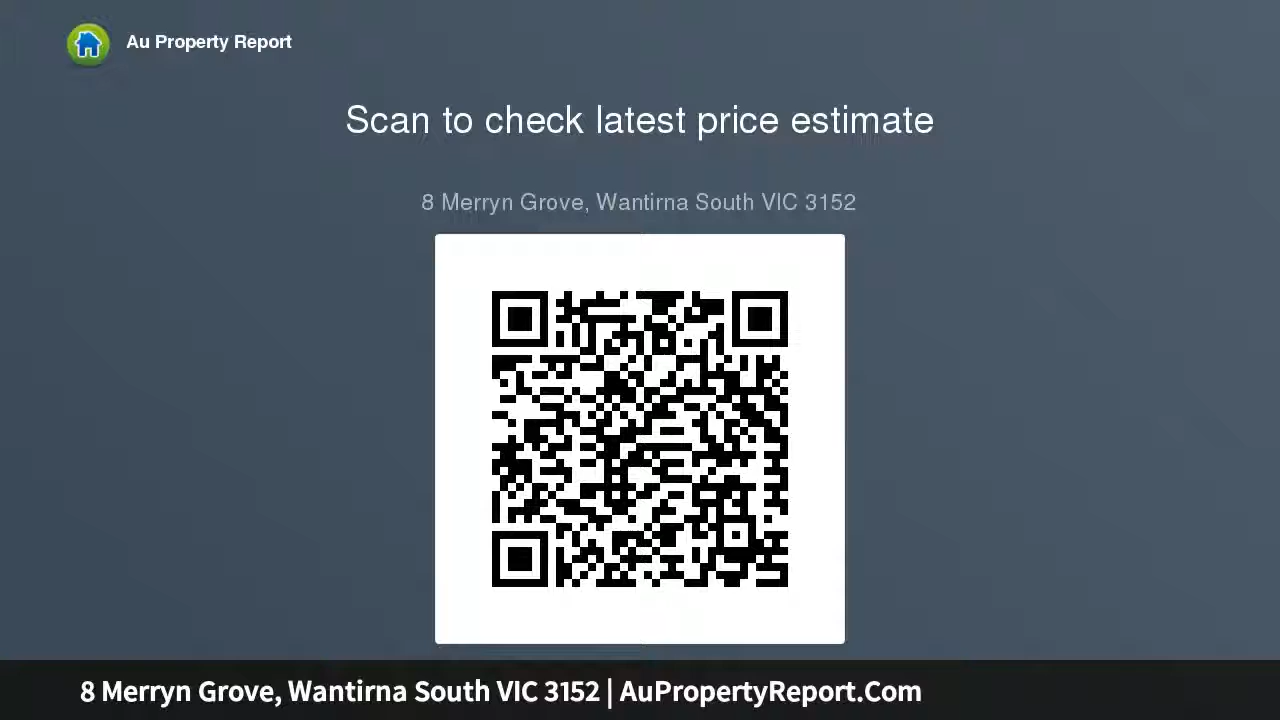 Au Property Report
Scan to check latest price estimate
8 Merryn Grove, Wantirna South VIC 3152
8 Merryn Grove, Wantirna South VIC 3152 | AuPropertyReport.Com